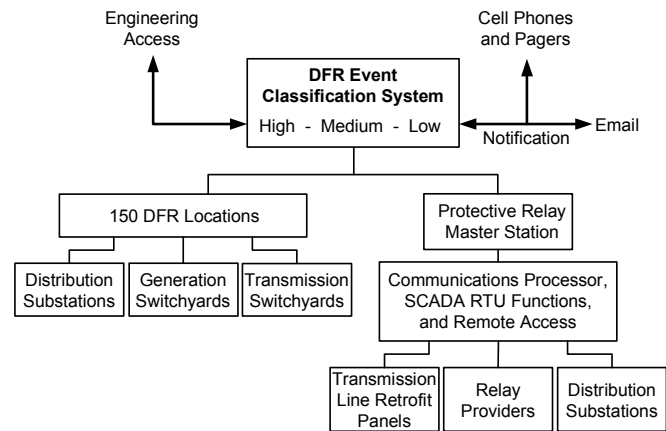 Engineering
Access
Cell Phones
and Pagers
DFR Event
Classification System
High - Medium - Low
Notification
Email
150 DFR Locations
Protective Relay
Master Station
Distribution
Substations
Generation
Switchyards
Transmission
Switchyards
Communications Processor,
SCADA RTU Functions,
and Remote Access
Transmission
Line Retrofit
Panels
Relay
Providers
Distribution
Substations